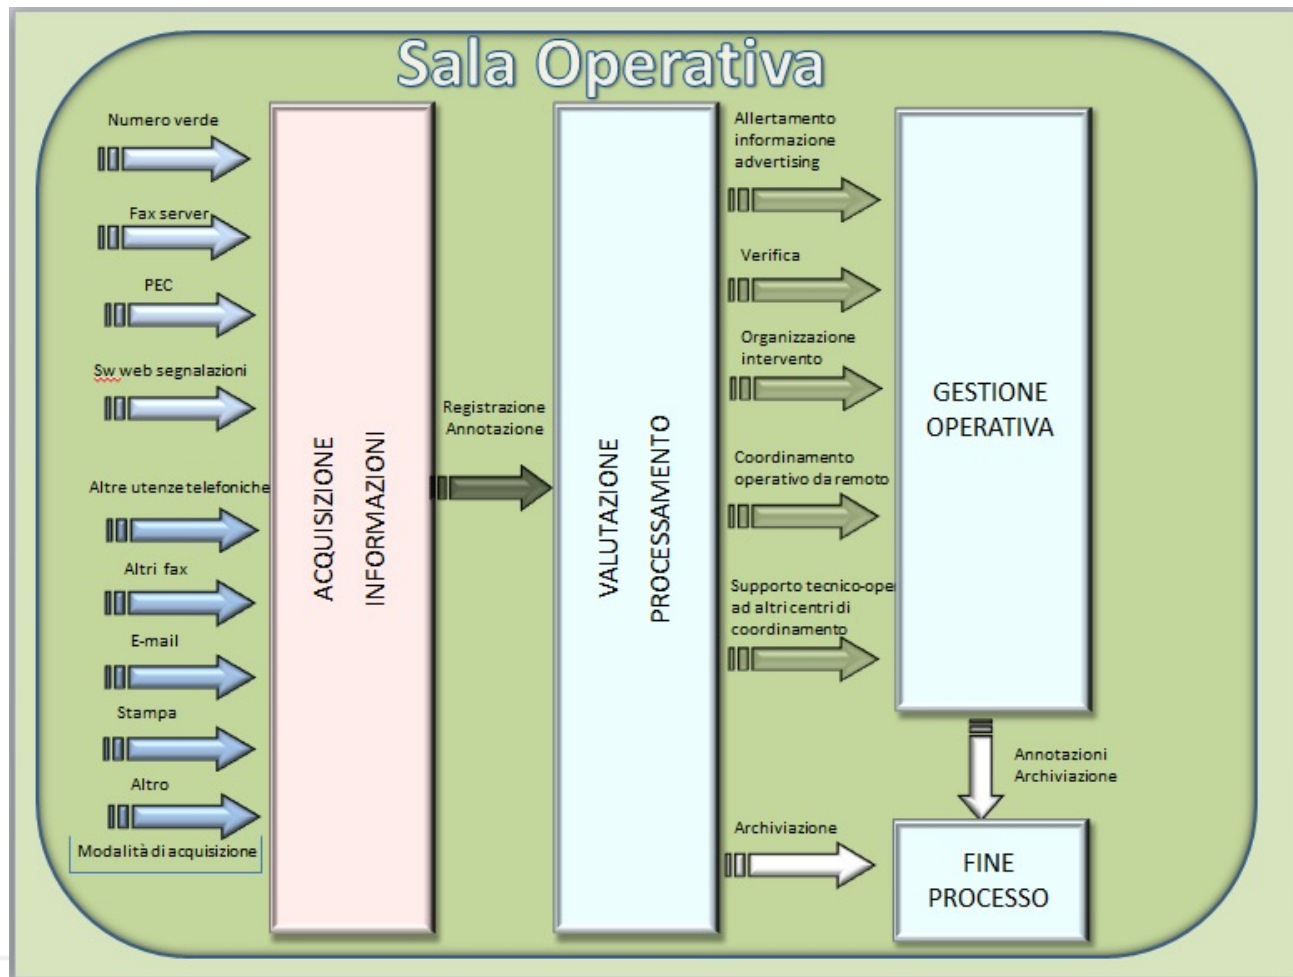 Sala Operativa
Numero verde
Fax server
PEC
Sw web segnalazioni
Altre utenze telefoniche
Altri fax
E-mail
Stampa
Altro
Modalità di acquisizione
ACQUISIZIONE
INFORMAZIONI
Registrazione
Annotazione
VALUTAZIONE
PROCESSAMENTO
Allertamento
informazione
advertising
Verifica
Organizzazione
intervento
Coordinamento
operativo da remoto
Supporto tecnico-ope
ad altri centri di
coordinamento
Archiviazione
GESTIONE
OPERATIVA
Annotazioni
Archiviazione
FINE
PROCESSO